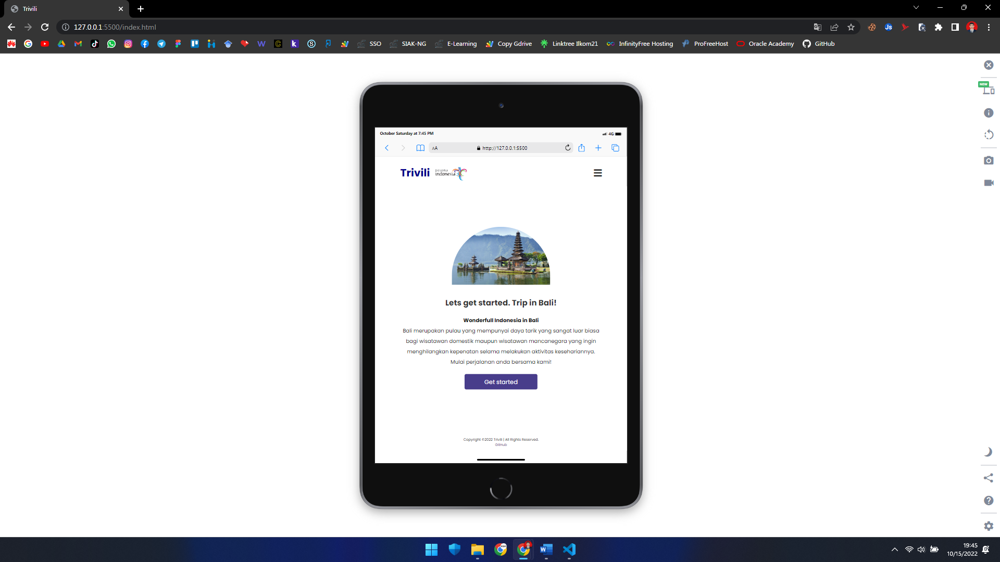 Trivili
127.0.0.1:5500/index.html
SSO
SIAK-NG
E-Learning
Copy Gdrive
Linktree Ilkom21
InfinityFree Hosting
ProFreeHost
Oracle Academy
GitHub
NEW
October Saturday at 7:45 PM
4G
AA
http://127.0.0.1:5500
Trivili
pesona
indonesia
Lets get started. Trip in Bali!
Wonderfull Indonesia in Bali
Bali merupakan pulau yang mempunyai daya tarik yang sangat luar biasa
bagi wisatawan domestik maupun wisatawan mancanegara yang ingin
menghilangkan kepenatan selama melakukan aktivitas kesehariannya.
Mulai perjalanan anda bersama kami!
Get started
Copyright ©2022 Trivili | All Rights Reserved.
GitHub
19:45
10/15/2022